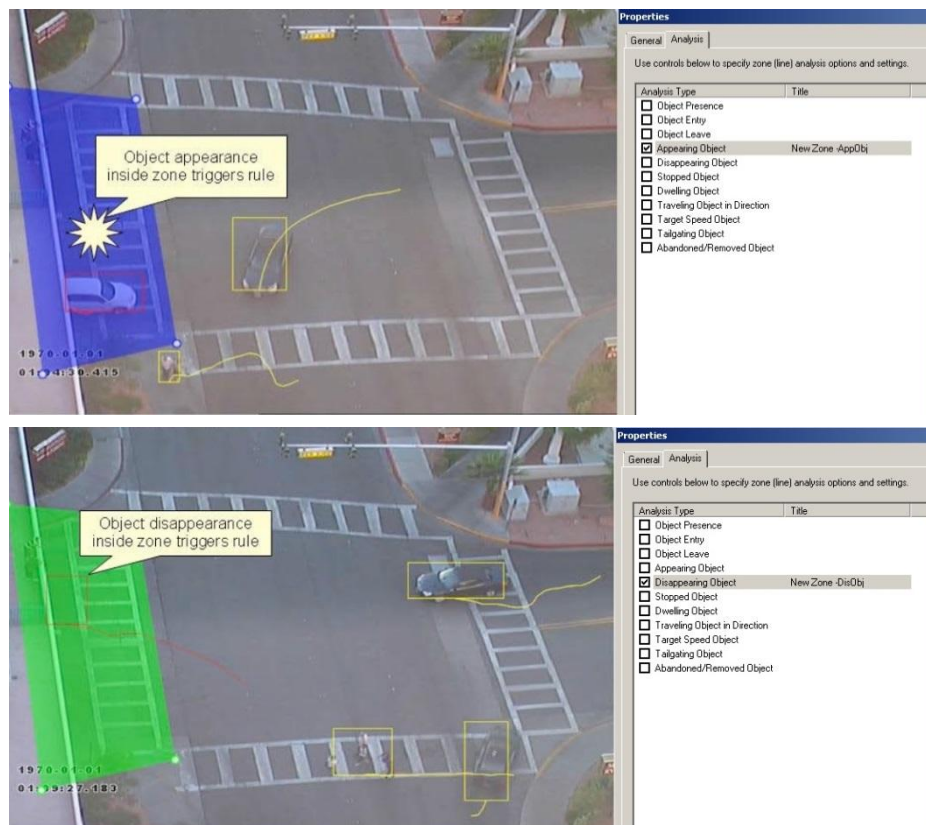 Properties
General Analysis
Use controls below to specify zone (line) analysis options and settings.
Analysis Type Title
Object Presence
Object Entry
Object Leave
Appearing Object New Zone -AppObj
Disappearing Object
Stopped Object
Dwelling Object
Traveling Object in Direction
Target Speed Object
Tailgating Object
Abandoned/Removed Object
Object appearance
inside zone triggers rule
1970-01-01
Properties
General Analysis
Use controls below to specify zone (line) analysis options and settings.
Analysis Type Title
Object Presence
Object Entry
Object Leave
Appearing Object
Disappearing Object New Zone -DisObj
Stopped Object
Dwelling Object
Traveling Object in Direction
Target Speed Object
Tailgating Object
Abandoned/Removed Object
Object disappearance
inside zone triggers rule
1970-01-01